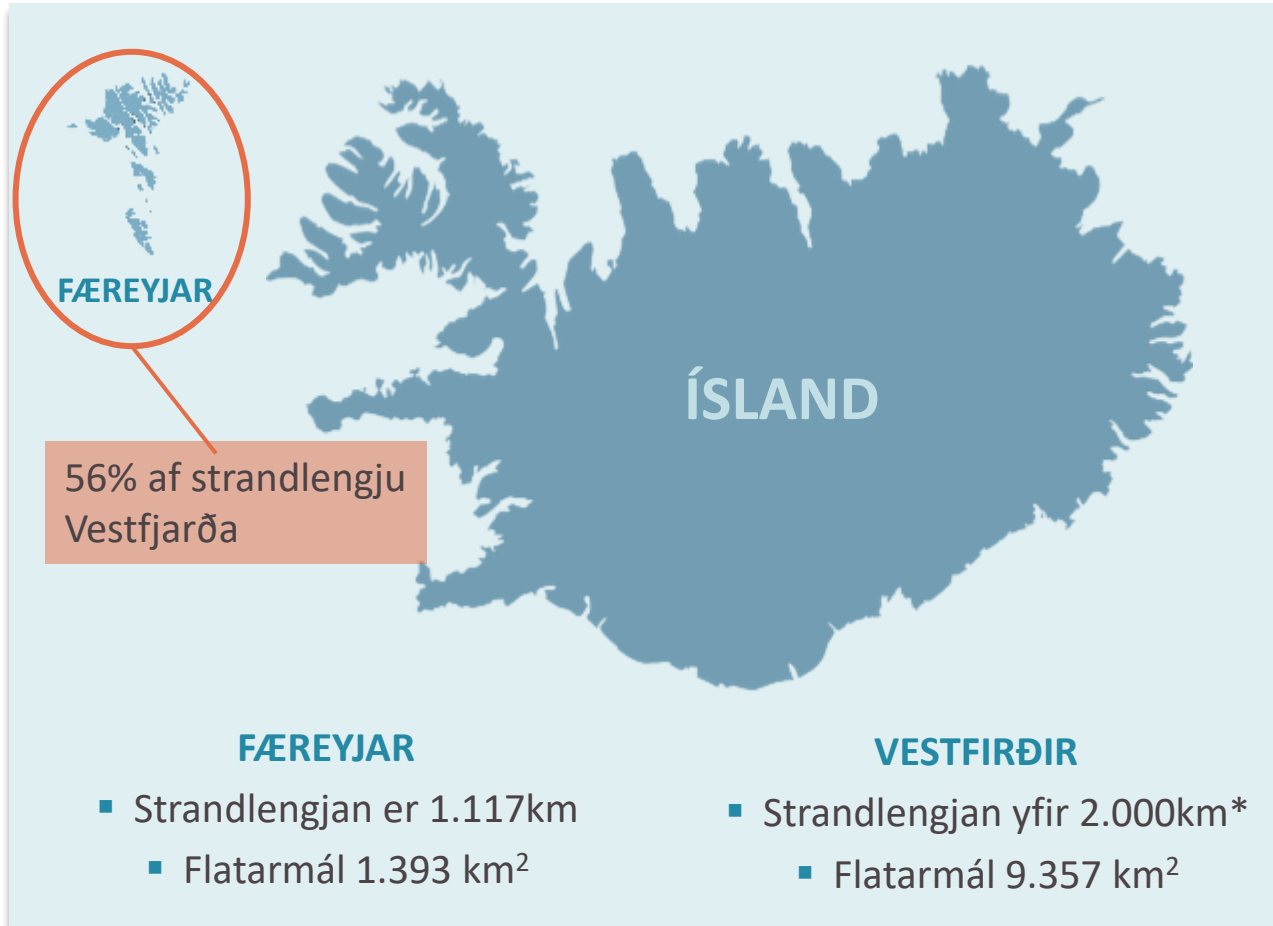 FÆREYJAR
ÍSLAND
56% af strandlengju
Vestfjarða
FÆREYJAR
▪ Strandlengjan er 1.117km
▪ Flatarmál 1.393 km²
VESTFIRÐIR
▪ Strandlengjan yfir 2.000km*
▪ Flatarmál 9.357 km²